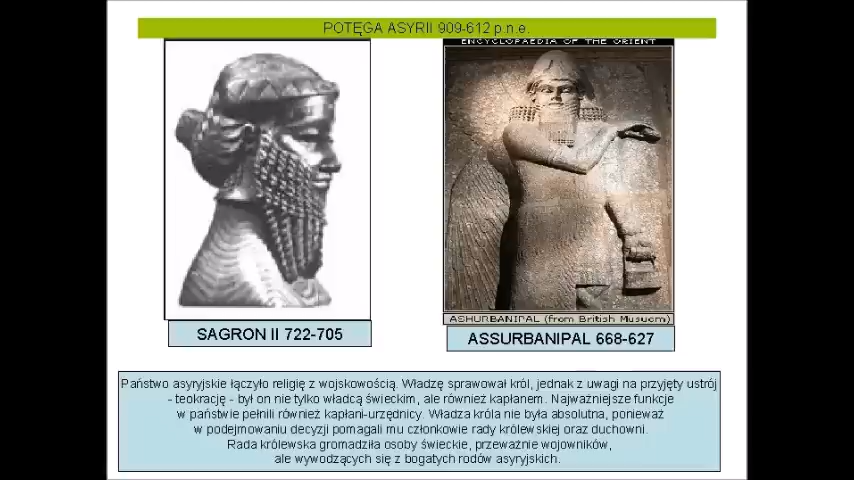 POTĘGA ASYRII 909-612 p.n.e.
ENCYCLOPAEDIA OF THE ORIENT
ASHURBANIPAL (from British Museum)
SAGRON II 722-705
ASSURBANIPAL 668-627
Państwo asyryjskie łączyło religię z wojskowością. Władzę sprawował król, jednak z uwagi na przyjęty ustrój
- teokrację - był on nie tylko władcą świeckim, ale również kapłanem. Najważniejsze funkcje
w państwie pełnili również kapłani-urzędnicy. Władza króla nie była absolutna, ponieważ
w podejmowaniu decyzji pomagali mu członkowie rady królewskiej oraz duchowni.
Rada królewska gromadziła osoby świeckie, przeważnie wojowników,
ale wywodzących się z bogatych rodów asyryjskich.